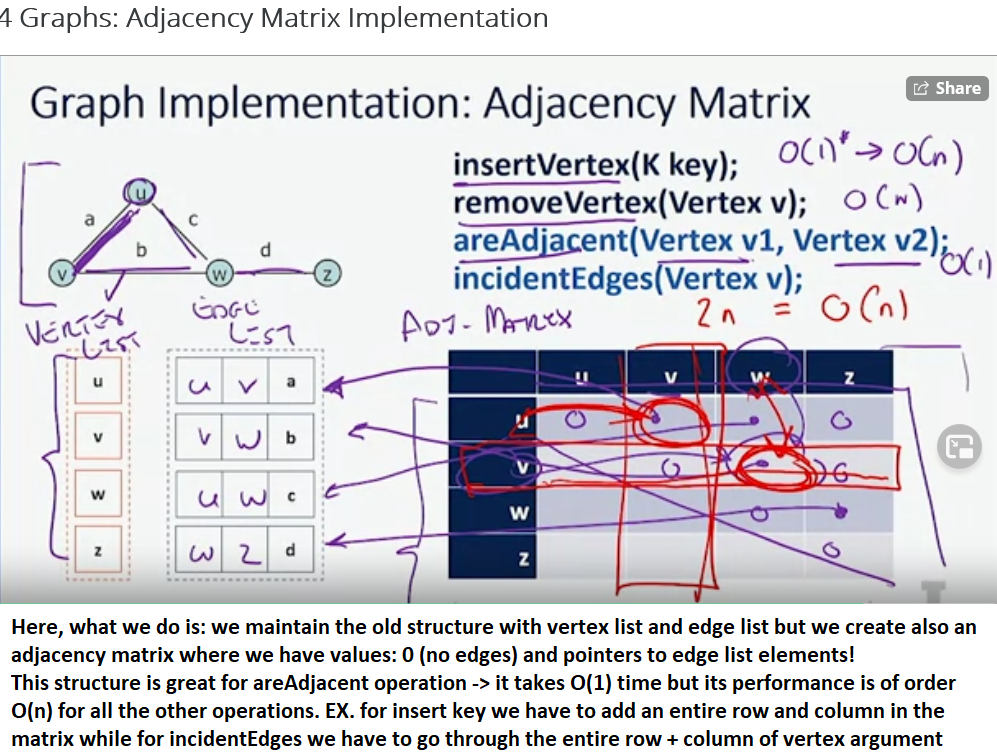 4 Graphs: Adjacency Matrix Implementation
Graph Implementation: Adjacency Matrix
Share
insertVertex(K key); O(1)* → O(n)
removeVertex(Vertex v); O(n)
areAdjacent(Vertex v1, Vertex v2); O(1)
incidentEdges(Vertex v);
2n = O(n)
u
a c
b d
v w z
VERTEX LIST
EDGE LIST
ADJ- MATRIX
u
v
w
z
u v a
v w b
u w c
w z d
u v w z
u 0 0
v 0 0
w 0
z 0
Here, what we do is: we maintain the old structure with vertex list and edge list but we create also an
adjacency matrix where we have values: 0 (no edges) and pointers to edge list elements!
This structure is great for areAdjacent operation -> it takes O(1) time but its performance is of order
O(n) for all the other operations. EX. for insert key we have to add an entire row and column in the
matrix while for incidentEdges we have to go through the entire row + column of vertex argument